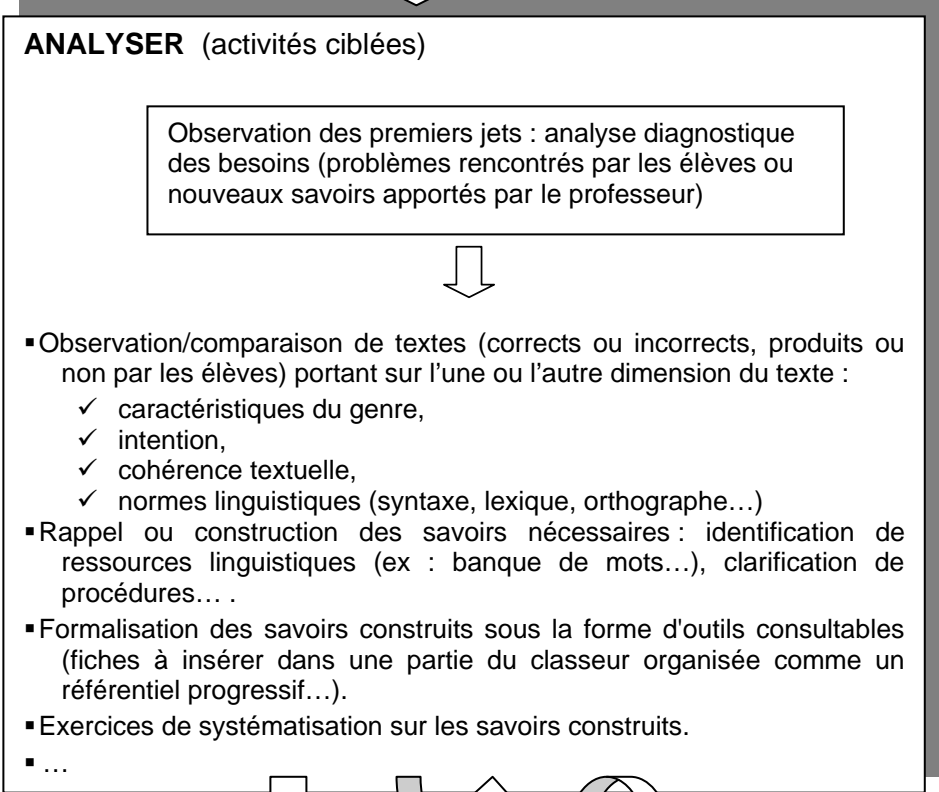 ANALYSER (activités ciblées)
Observation des premiers jets : analyse diagnostique
des besoins (problèmes rencontrés par les élèves ou
nouveaux savoirs apportés par le professeur)
▪Observation/comparaison de textes (corrects ou incorrects, produits ou
non par les élèves) portant sur l’une ou l’autre dimension du texte :
✓ caractéristiques du genre,
✓ intention,
✓ cohérence textuelle,
✓ normes linguistiques (syntaxe, lexique, orthographe…)
▪Rappel ou construction des savoirs nécessaires : identification de
ressources linguistiques (ex : banque de mots…), clarification de
procédures… .
▪Formalisation des savoirs construits sous la forme d'outils consultables
(fiches à insérer dans une partie du classeur organisée comme un
référentiel progressif…).
▪Exercices de systématisation sur les savoirs construits.
▪ …